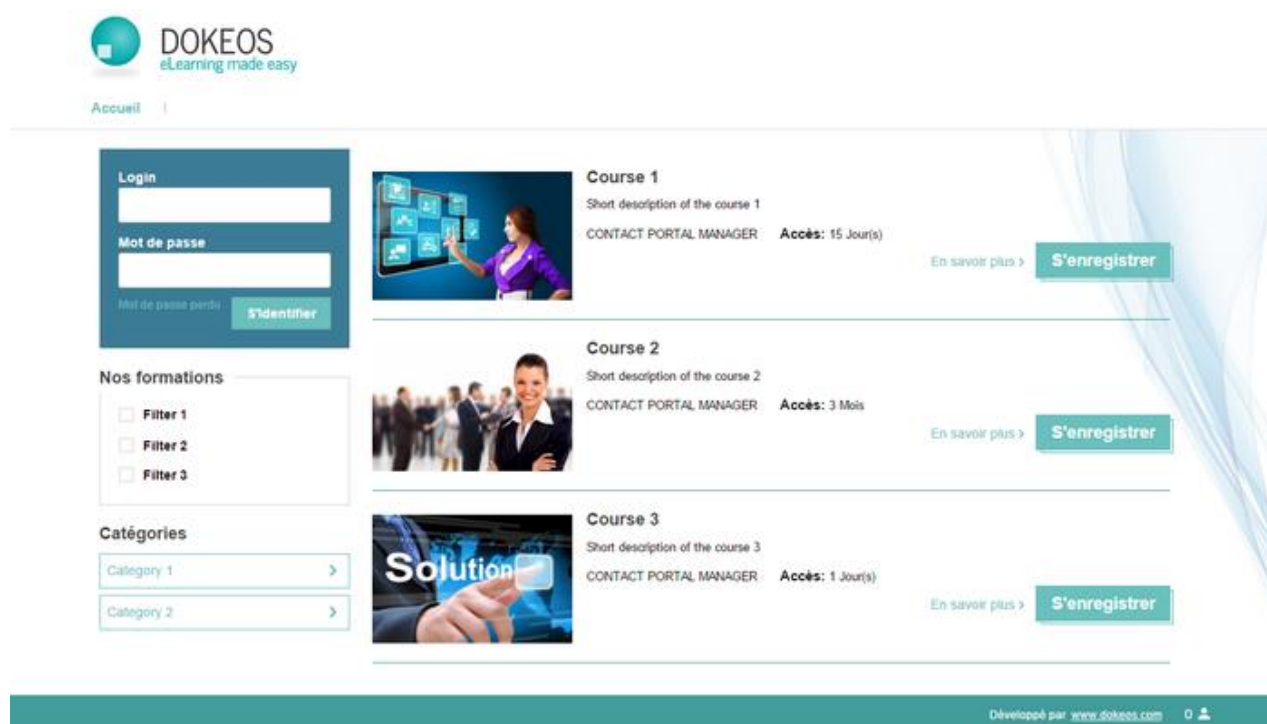 DOKEOS
eLearning made easy
Accueil
Login
Mot de passe
Mot de passe perdu
S'identifier
Nos formations
Filter 1
Filter 2
Filter 3
Catégories
Category 1
Category 2
Course 1
Short description of the course 1
CONTACT PORTAL MANAGER Accès: 15 Jour(s)
En savoir plus > S'enregistrer
Course 2
Short description of the course 2
CONTACT PORTAL MANAGER Accès: 3 Mois
En savoir plus > S'enregistrer
Solution
Course 3
Short description of the course 3
CONTACT PORTAL MANAGER Accès: 1 Jour(s)
En savoir plus > S'enregistrer
Développé par www.dokeos.com 0